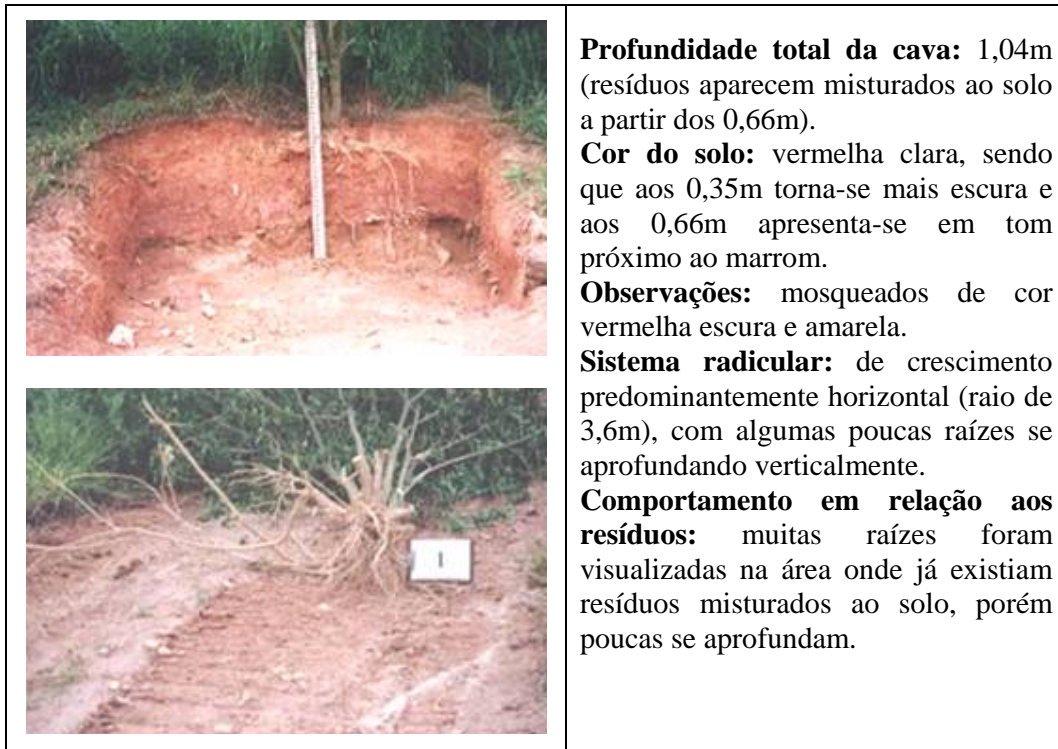 Profundidade total da cava: 1,04m
(resíduos aparecem misturados ao solo
a partir dos 0,66m).
Cor do solo: vermelha clara, sendo
que aos 0,35m torna-se mais escura e
aos 0,66m apresenta-se em tom
próximo ao marrom.
Observações: mosqueados de cor
vermelha escura e amarela.
Sistema radicular: de crescimento
predominantemente horizontal (raio de
3,6m), com algumas poucas raízes se
aprofundando verticalmente.
Comportamento em relação aos
resíduos: muitas raízes foram
visualizadas na área onde já existiam
resíduos misturados ao solo, porém
poucas se aprofundam.
1